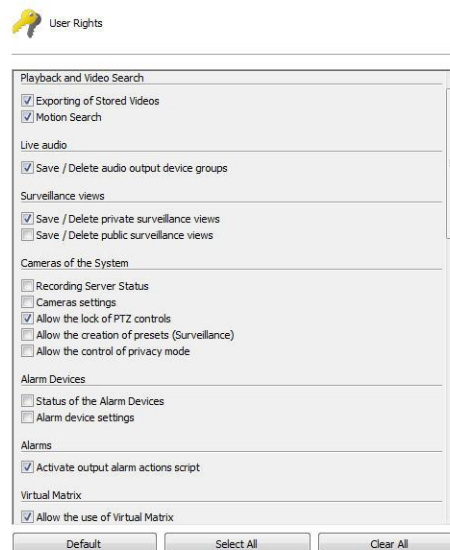 User Rights
Playback and Video Search
Exporting of Stored Videos
Motion Search
Live audio
Save / Delete audio output device groups
Surveillance views
Save / Delete private surveillance views
Save / Delete public surveillance views
Cameras of the System
Recording Server Status
Cameras settings
Allow the lock of PTZ controls
Allow the creation of presets (Surveillance)
Allow the control of privacy mode
Alarm Devices
Status of the Alarm Devices
Alarm device settings
Alarms
Activate output alarm actions script
Virtual Matrix
Allow the use of Virtual Matrix
Default Select All Clear All